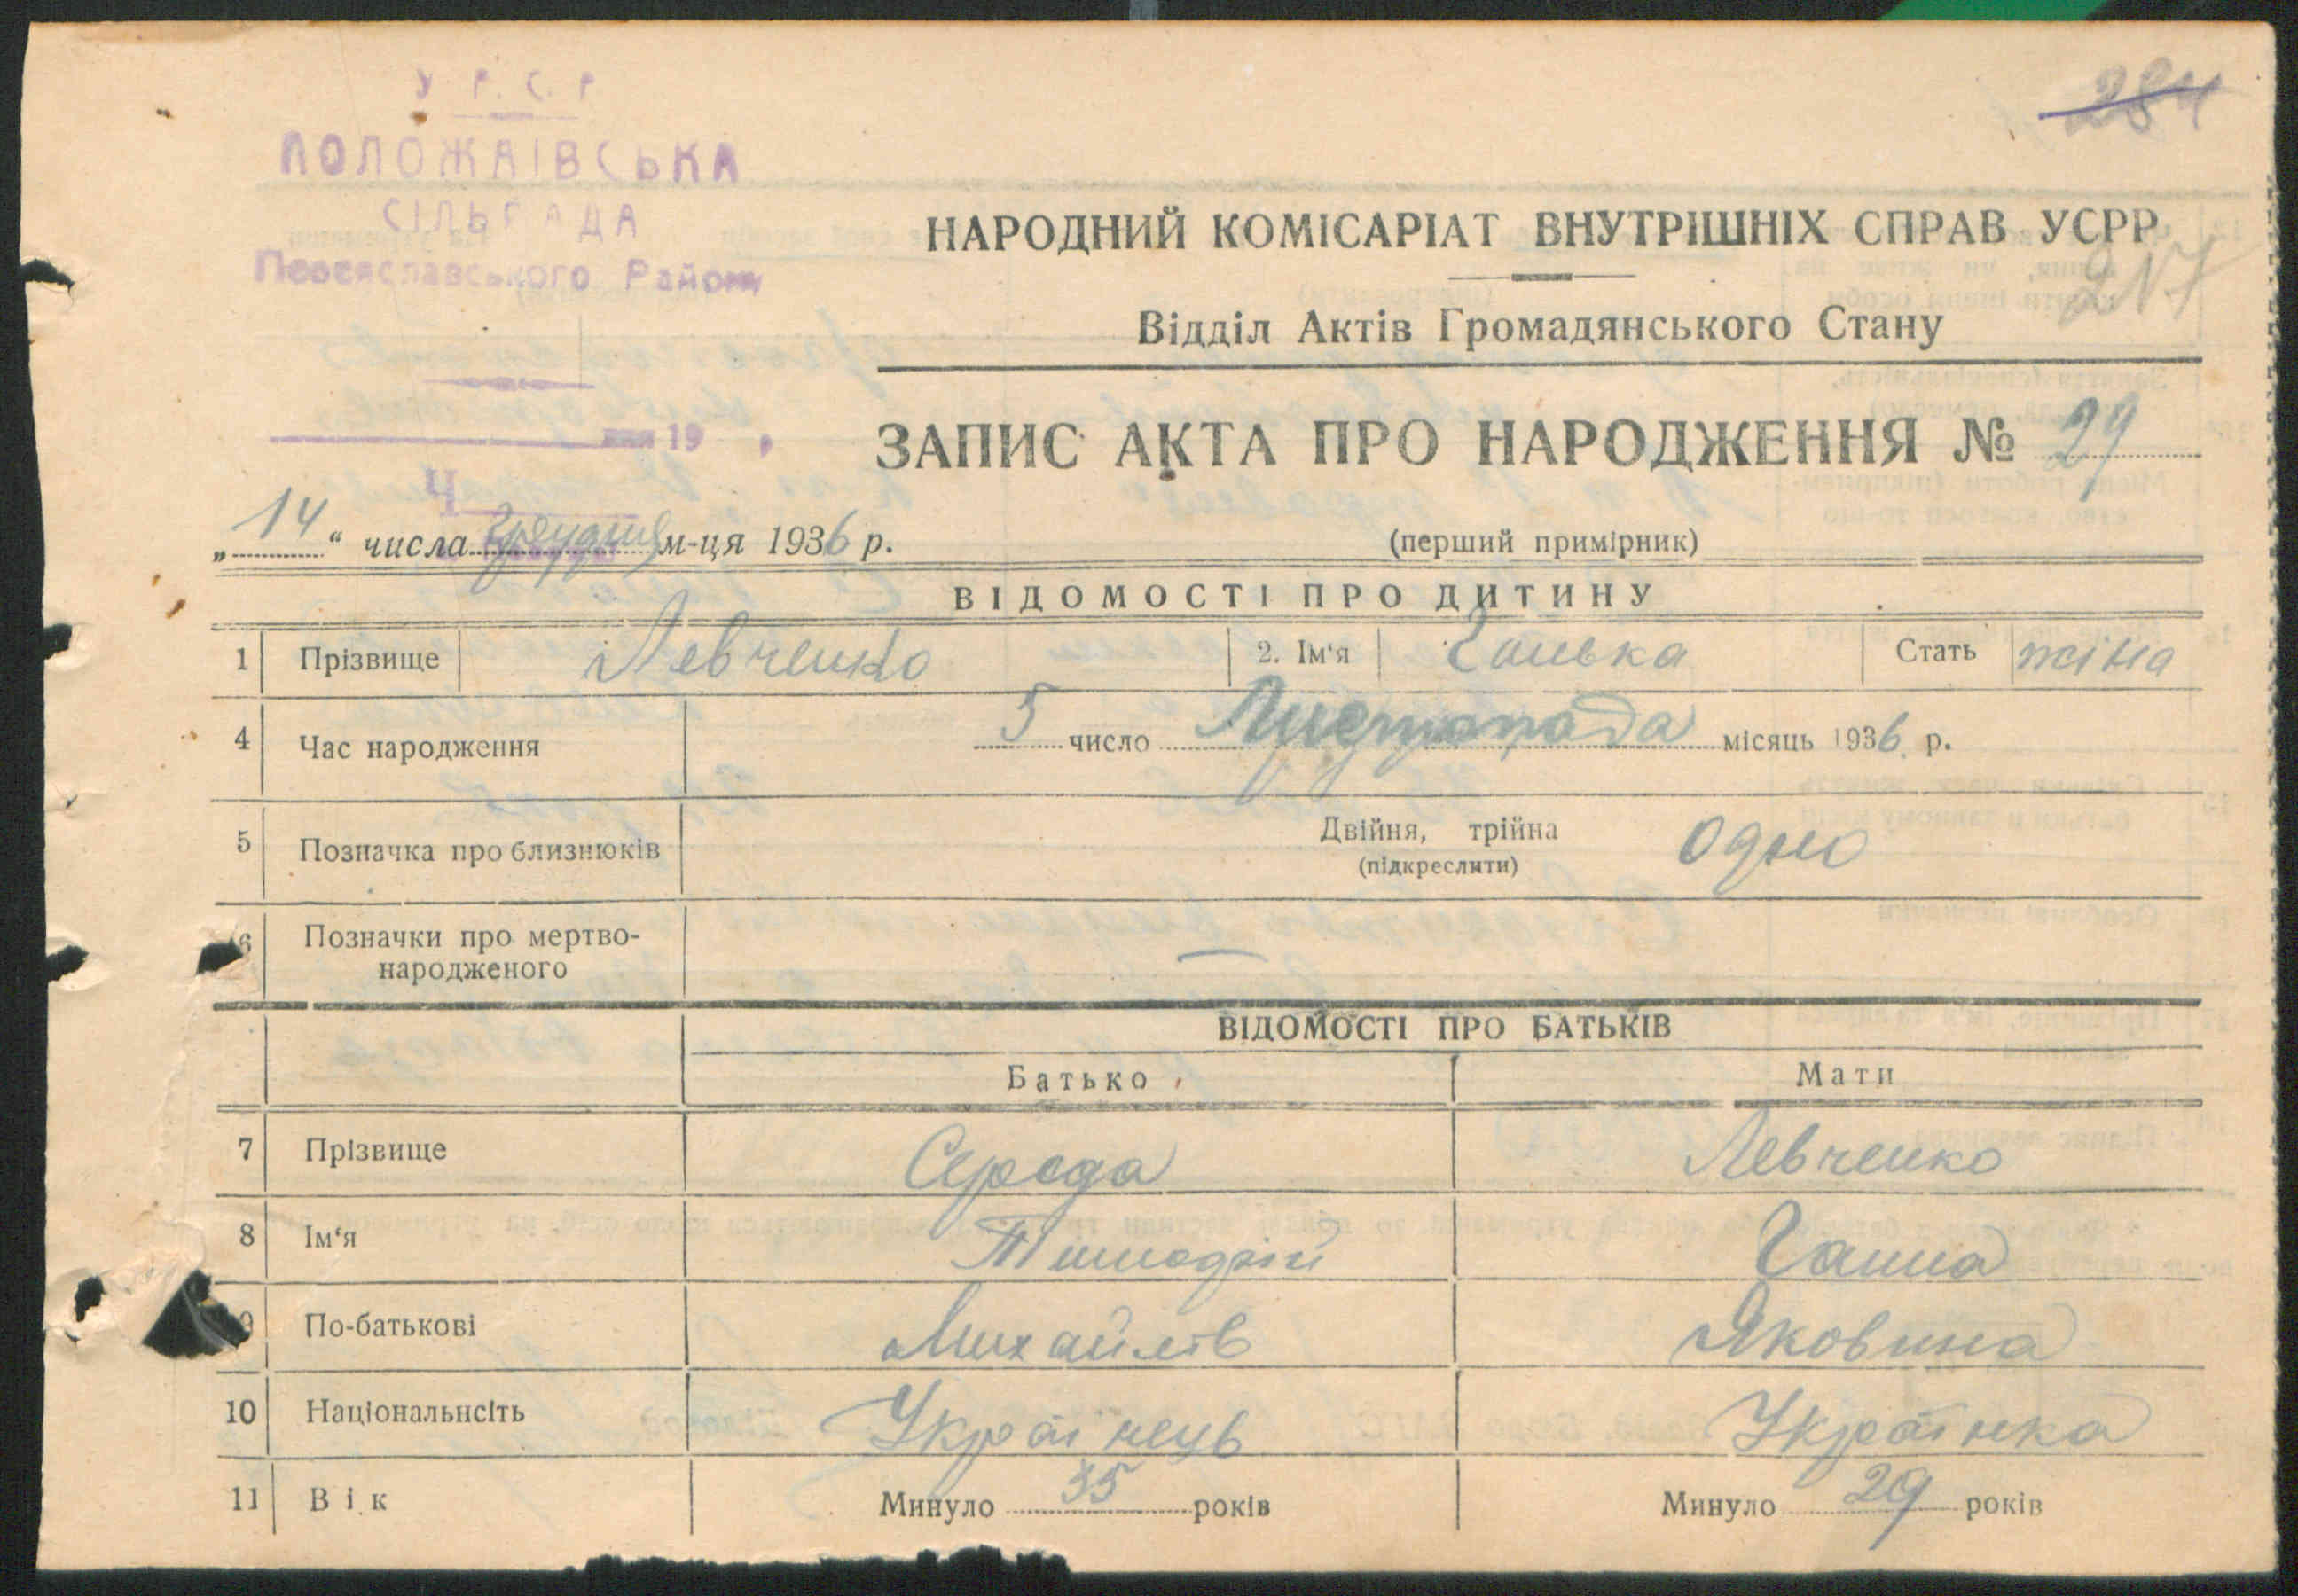 У. Р. С. Р
284
ПОЛОЖАІВСЬКА
СІЛЬРАДА
Переяславського Району
НАРОДНИЙ КОМІСАРІАТ ВНУТРІШНІХ СПРАВ УСРР
217
Відділ Актів Громадянського Стану
19
ЗАПИС АКТА ПРО НАРОДЖЕННЯ № 29
Ч
„14“ числа Грудня м-ця 1936 р.
(перший примірник)
ВІДОМОСТІ ПРО ДИТИНУ
1 Прізвище Левченко 2. Ім‘я Ганька Стать жіна
4 Час народження 5 число Листопада місяць 1936 р.
5 Позначка про близнюків Двійня, трійна (підкреслити) Одно
6 Позначки про мертво-
народженого —
ВІДОМОСТІ ПРО БАТЬКІВ
Батько Мати
7 Прізвище Середа Левченко
8 Ім‘я Ганна
9 По-батькові Михайлів Яковина
10 Національнсіть Українець Українка
11 Вік Минуло 35 років Минуло 29 років